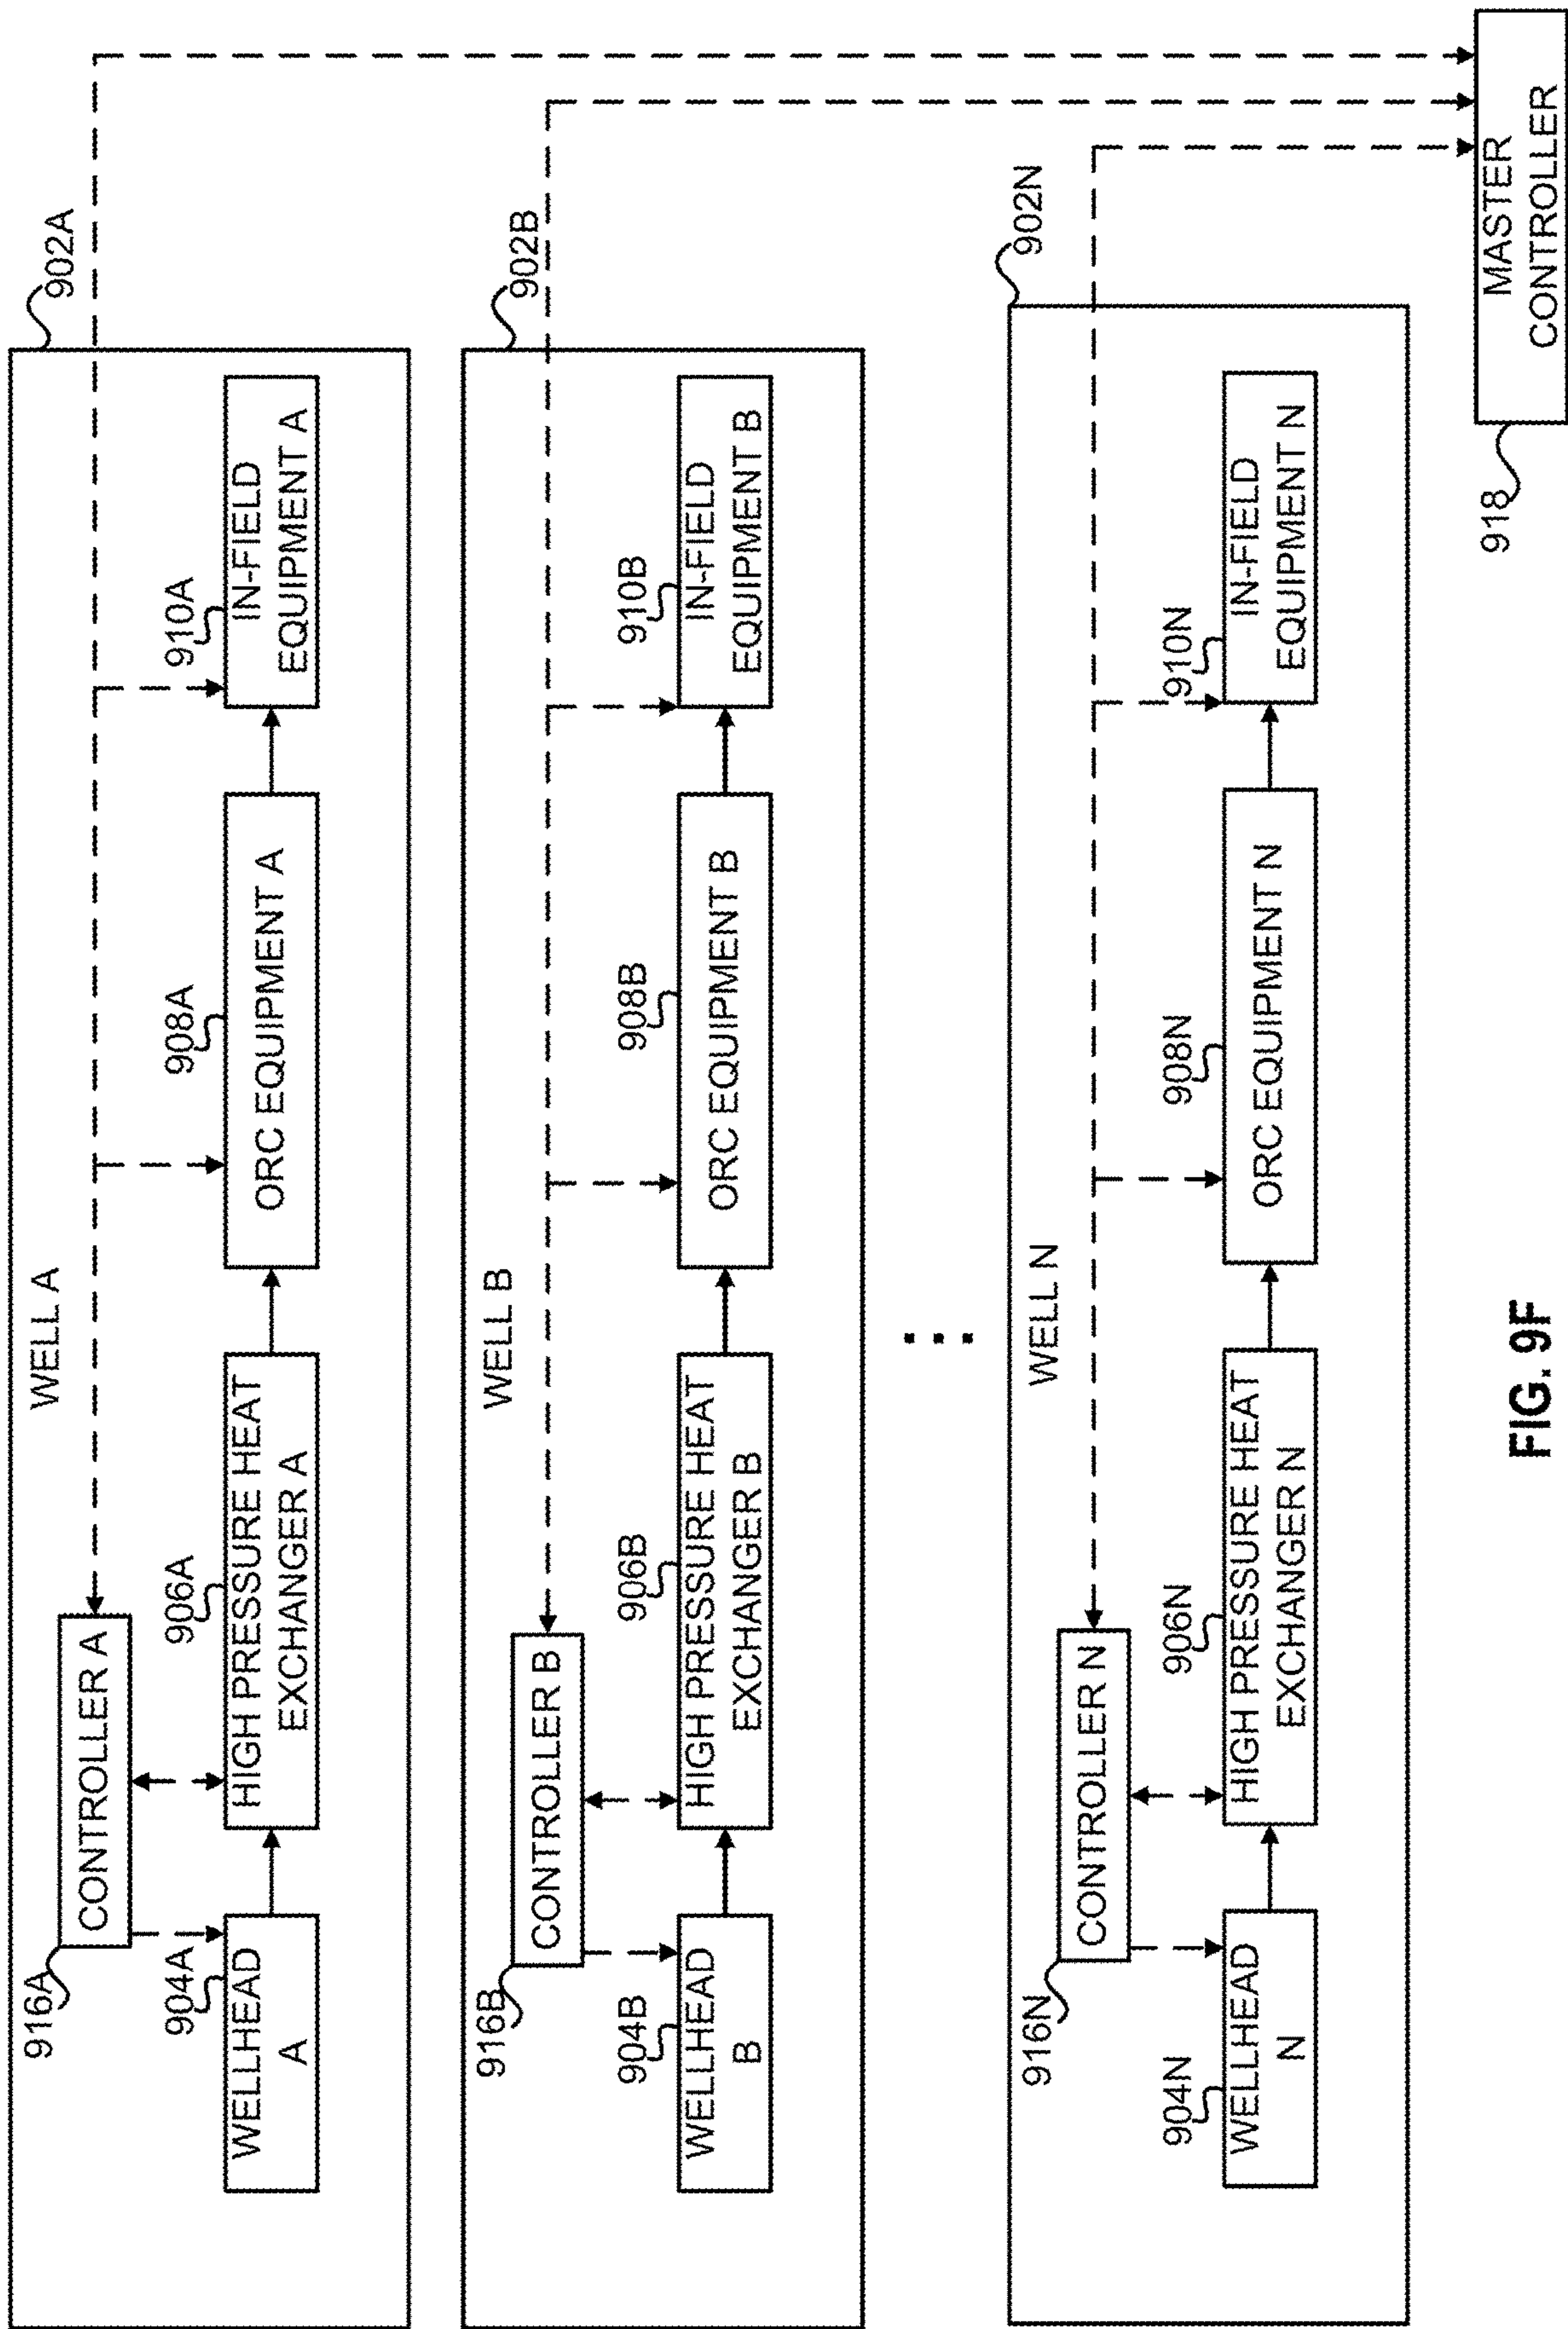 902A
WELL A
916A
CONTROLLER A
904A
906A
908A
910A
WELLHEAD
A
HIGH PRESSURE HEAT
EXCHANGER A
ORC EQUIPMENT A
IN-FIELD
EQUIPMENT A
902B
WELL B
916B
CONTROLLER B
904B
906B
908B
910B
WELLHEAD
B
HIGH PRESSURE HEAT
EXCHANGER B
ORC EQUIPMENT B
IN-FIELD
EQUIPMENT B
902N
WELL N
916N
CONTROLLER N
904N
906N
908N
910N
WELLHEAD
N
HIGH PRESSURE HEAT
EXCHANGER N
ORC EQUIPMENT N
IN-FIELD
EQUIPMENT N
918
MASTER
CONTROLLER
FIG. 9F